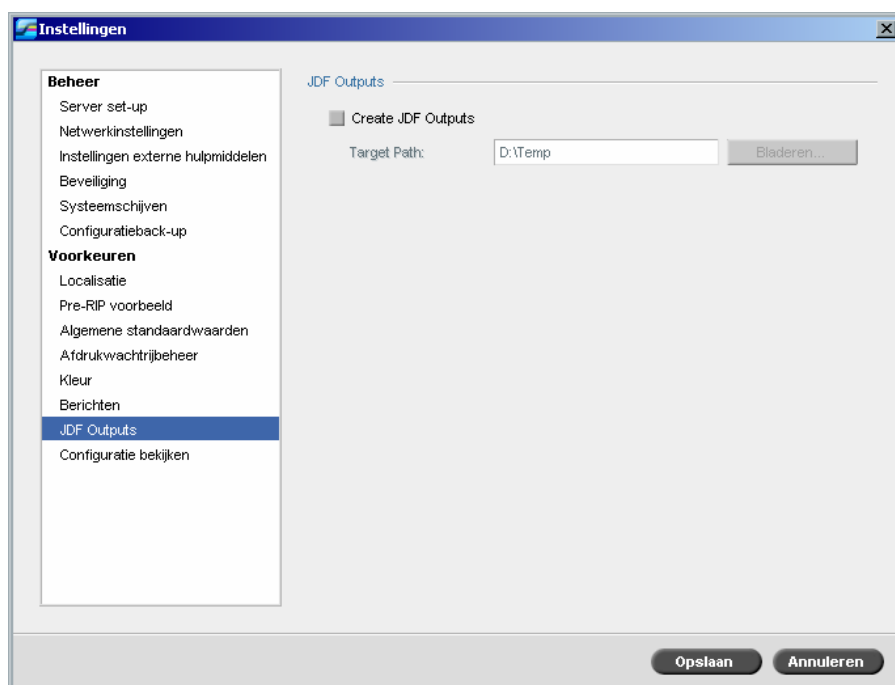 Instellingen
Beheer
Server set-up
Netwerkinstellingen
Instellingen externe hulpmiddelen
Beveiliging
Systeemschijven
Configuratieback-up
Voorkeuren
Localisatie
Pre-RIP voorbeeld
Algemene standaardwaarden
Afdrukwachtrijbeheer
Kleur
Berichten
JDF Outputs
Configuratie bekijken
JDF Outputs
Create JDF Outputs
Target Path: D:\Temp Bladeren...
Opslaan Annuleren